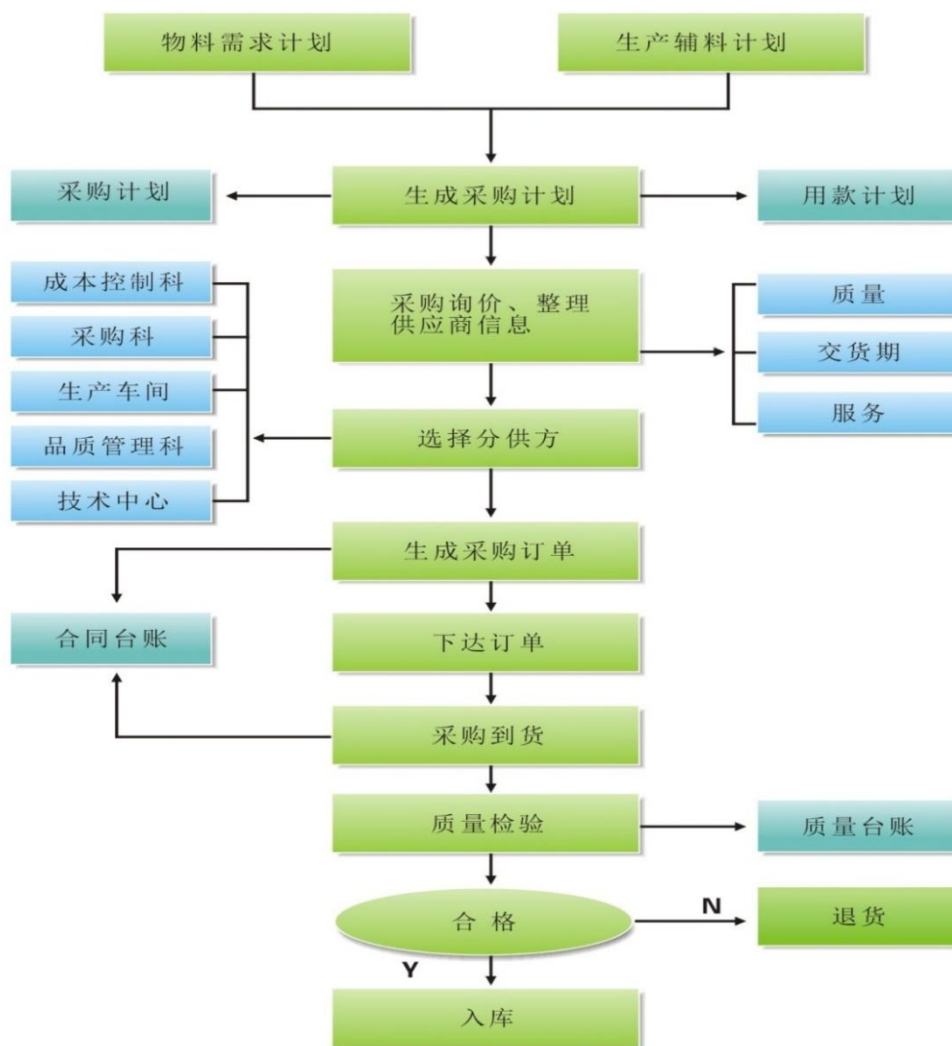 物料需求计划
生产辅料计划
采购计划
生成采购计划
用款计划
成本控制科
采购科
生产车间
品质管理科
技术中心
采购询价、整理
供应商信息
质量
交货期
服务
选择分供方
生成采购订单
合同台账
下达订单
采购到货
质量检验
质量台账
合格
N
退货
Y
入库